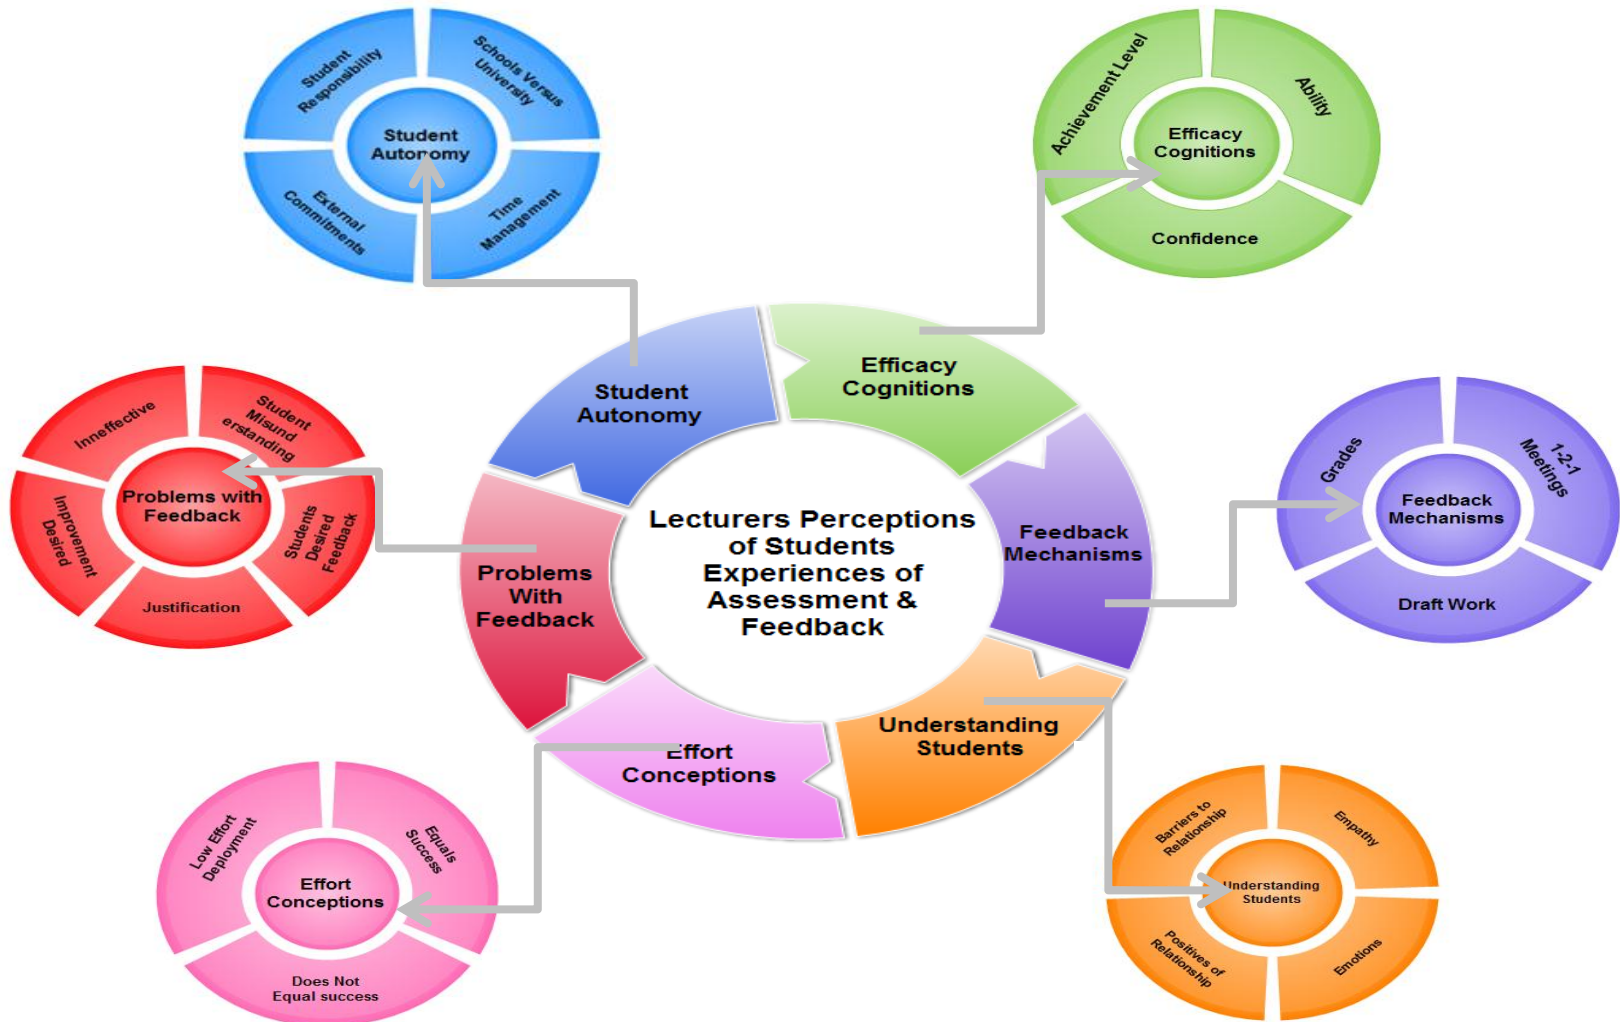 Student
Responsibility
Schools Versus
University
Student
Autonomy
External
Commitments
Time
Management
Achievement Level
Ability
Efficacy
Cognitions
Confidence
Student
Autonomy
Efficacy
Cognitions
Inneffective
Student
Misund
erstanding
Problems with
Feedback
Improvement
Desired
Students
Desired
Feedback
Justification
Problems
With
Feedback
Lecturers Perceptions
of Students
Experiences of
Assessment &
Feedback
Feedback
Mechanisms
Grades
1-2-1
Meetings
Feedback
Mechanisms
Draft Work
Effort
Conceptions
Understanding
Students
Low Effort
Deployment
Equals
Success
Effort
Conceptions
Does Not
Equal success
Barriers to
Relationship
Empathy
Understanding
Students
Positives of
Relationship
Emotions